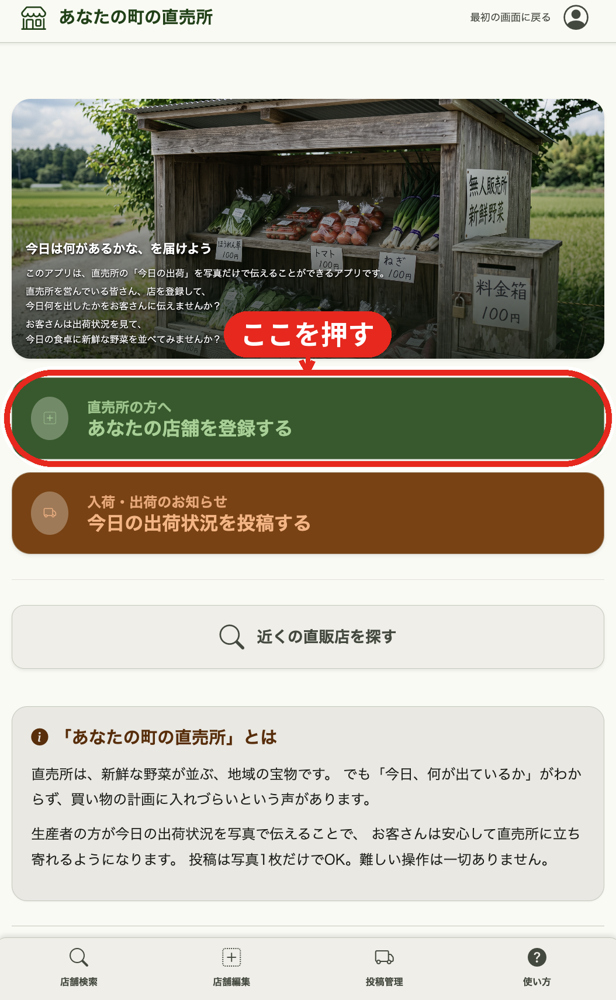 あなたの町の直売所
最初の画面に戻る
無人販売所
新鮮野菜
今日は何があるかな、を届けよう
ほうれん草
100円
トマト
100円
ねぎ
100円
料金箱
100円
このアプリは、直売所の「今日の出荷」を写真だけで伝えることができるアプリです。
直売所を営んでいる皆さん、店を登録して、
今日何を出したかをお客さんに伝えませんか？
お客さんは出荷状況を見て、
今日の食卓に新鮮な野菜を並べてみませんか？
100円
ここを押す
直売所の方へ
あなたの店舗を登録する
入荷・出荷のお知らせ
今日の出荷状況を投稿する
近くの直販店を探す
「あなたの町の直売所」とは
直売所は、新鮮な野菜が並ぶ、地域の宝物です。 でも「今日、何が出ているか」がわか
らず、買い物の計画に入れづらいという声があります。
生産者の方が今日の出荷状況を写真で伝えることで、 お客さんは安心して直売所に立ち
寄れるようになります。 投稿は写真1枚だけでOK。難しい操作は一切ありません。
店舗検索
店舗編集
投稿管理
使い方